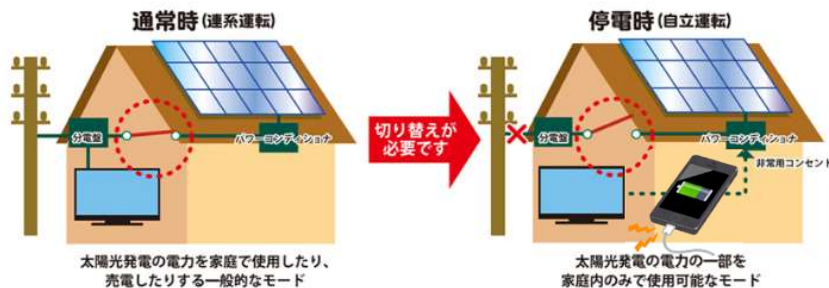 通常時(連系運転)
分電盤
パワーコンディショナ
太陽光発電の電力を家庭で使用したり、
売電したりする一般的なモード
切り替えが
必要です
停電時(自立運転)
分電盤
パワーコンディショナ
非常用コンセント
太陽光発電の電力の一部を
家庭内のみで使用可能なモード